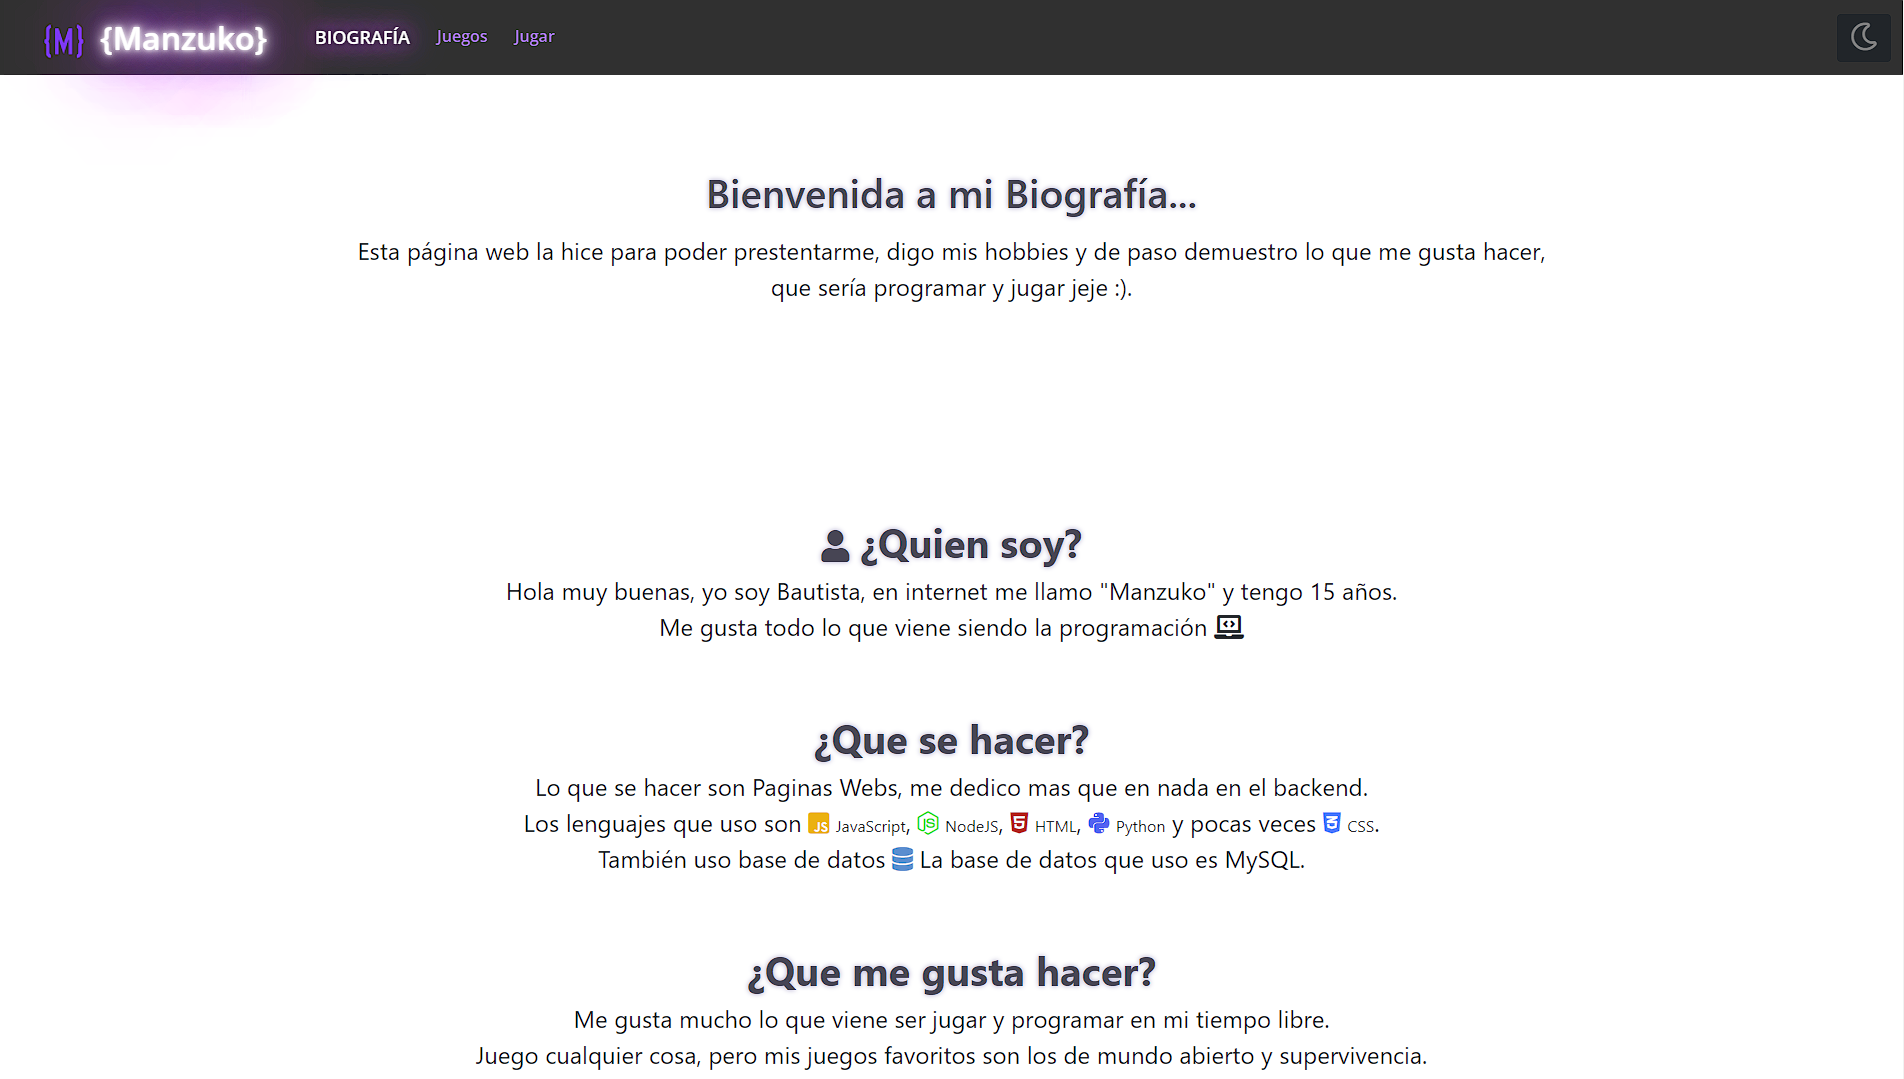 {M} {Manzuko} BIOGRAFÍA Juegos Jugar
Bienvenida a mi Biografía...
Esta página web la hice para poder prestentarme, digo mis hobbies y de paso demuestro lo que me gusta hacer,
que sería programar y jugar jeje :).
¿Quien soy?
Hola muy buenas, yo soy Bautista, en internet me llamo "Manzuko" y tengo 15 años.
Me gusta todo lo que viene siendo la programación
¿Que se hacer?
Lo que se hacer son Paginas Webs, me dedico mas que en nada en el backend.
Los lenguajes que uso son JS JavaScript, JS NodeJS, 5 HTML, Python y pocas veces 3 CSS.
También uso base de datos La base de datos que uso es MySQL.
¿Que me gusta hacer?
Me gusta mucho lo que viene ser jugar y programar en mi tiempo libre.
Juego cualquier cosa, pero mis juegos favoritos son los de mundo abierto y supervivencia.